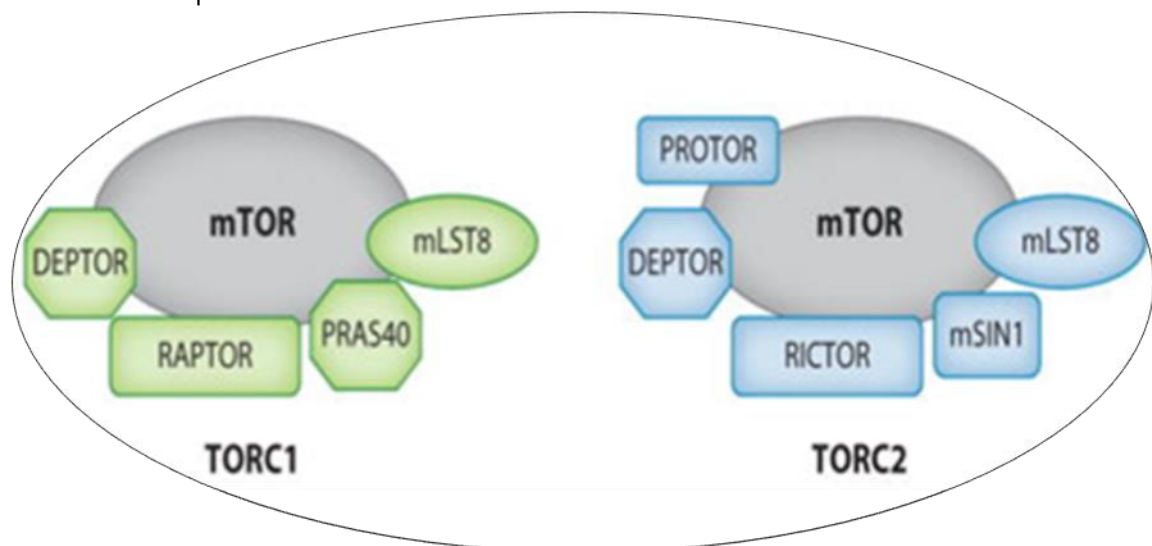 mTOR
DEPTOR
mLST8
PRAS40
RAPTOR
TORC1
PROTOR
mTOR
DEPTOR
mLST8
mSIN1
RICTOR
TORC2